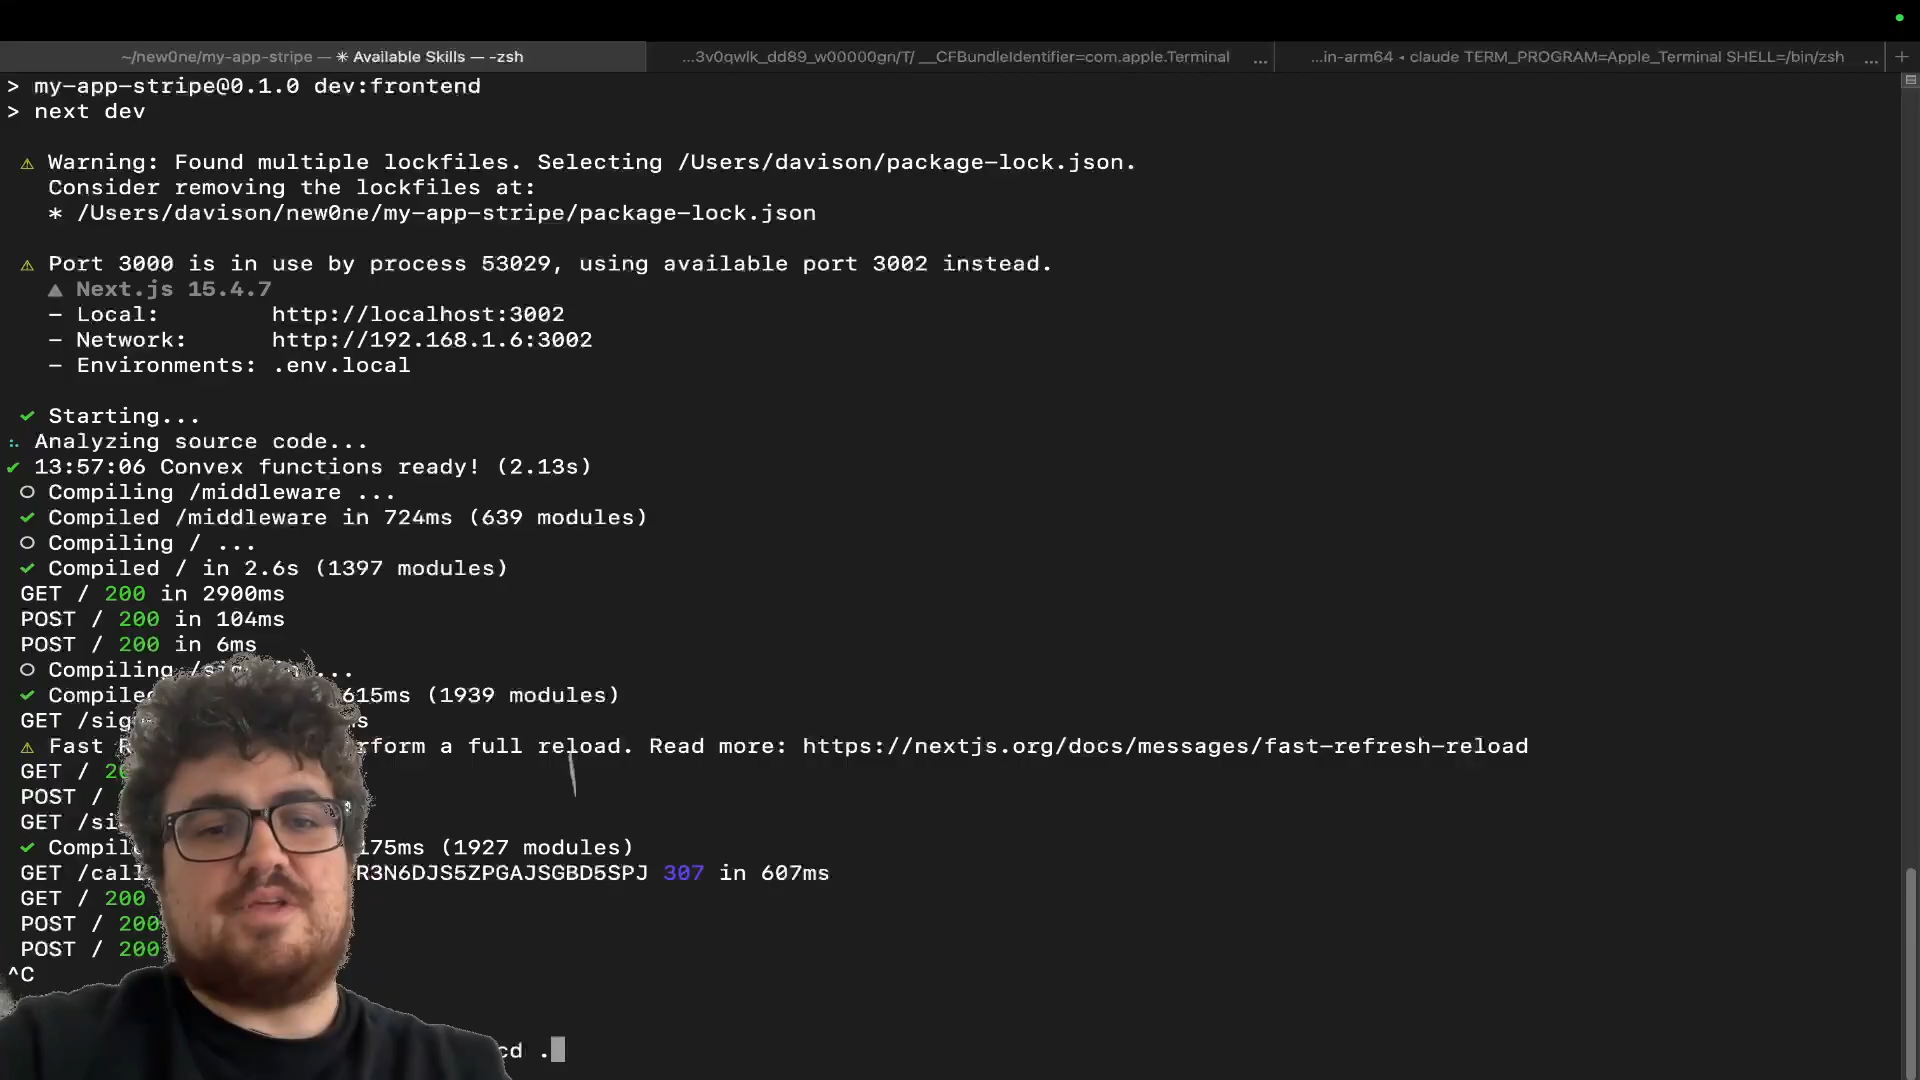 ~/new0ne/my-app-stripe — ✳ Available Skills — -zsh
...3v0qwlk_dd89_w00000gn/T/ __CFBundleIdentifier=com.apple.Terminal ...
...in-arm64 ◂ claude TERM_PROGRAM=Apple_Terminal SHELL=/bin/zsh ...
> my-app-stripe@0.1.0 dev:frontend
> next dev
⚠ Warning: Found multiple lockfiles. Selecting /Users/davison/package-lock.json.
Consider removing the lockfiles at:
* /Users/davison/new0ne/my-app-stripe/package-lock.json
⚠ Port 3000 is in use by process 53029, using available port 3002 instead.
▲ Next.js 15.4.7
- Local: http://localhost:3002
- Network: http://192.168.1.6:3002
- Environments: .env.local
✓ Starting...
Analyzing source code...
✔ 13:57:06 Convex functions ready! (2.13s)
○ Compiling /middleware ...
✓ Compiled /middleware in 724ms (639 modules)
○ Compiling / ...
✓ Compiled / in 2.6s (1397 modules)
GET / 200 in 2900ms
POST / 200 in 104ms
POST / 200 in 6ms
○ Compiling ...
✓ 615ms (1939 modules)
GET
⚠ Fast perform a full reload. Read more: https://nextjs.org/docs/messages/fast-refresh-reload
GET /
POST /
GET
✓ 175ms (1927 modules)
GET R3N6DJS5ZPGAJSGBD5SPJ 307 in 607ms
GET / 200
POST / 200
POST / 200
^C
cd .